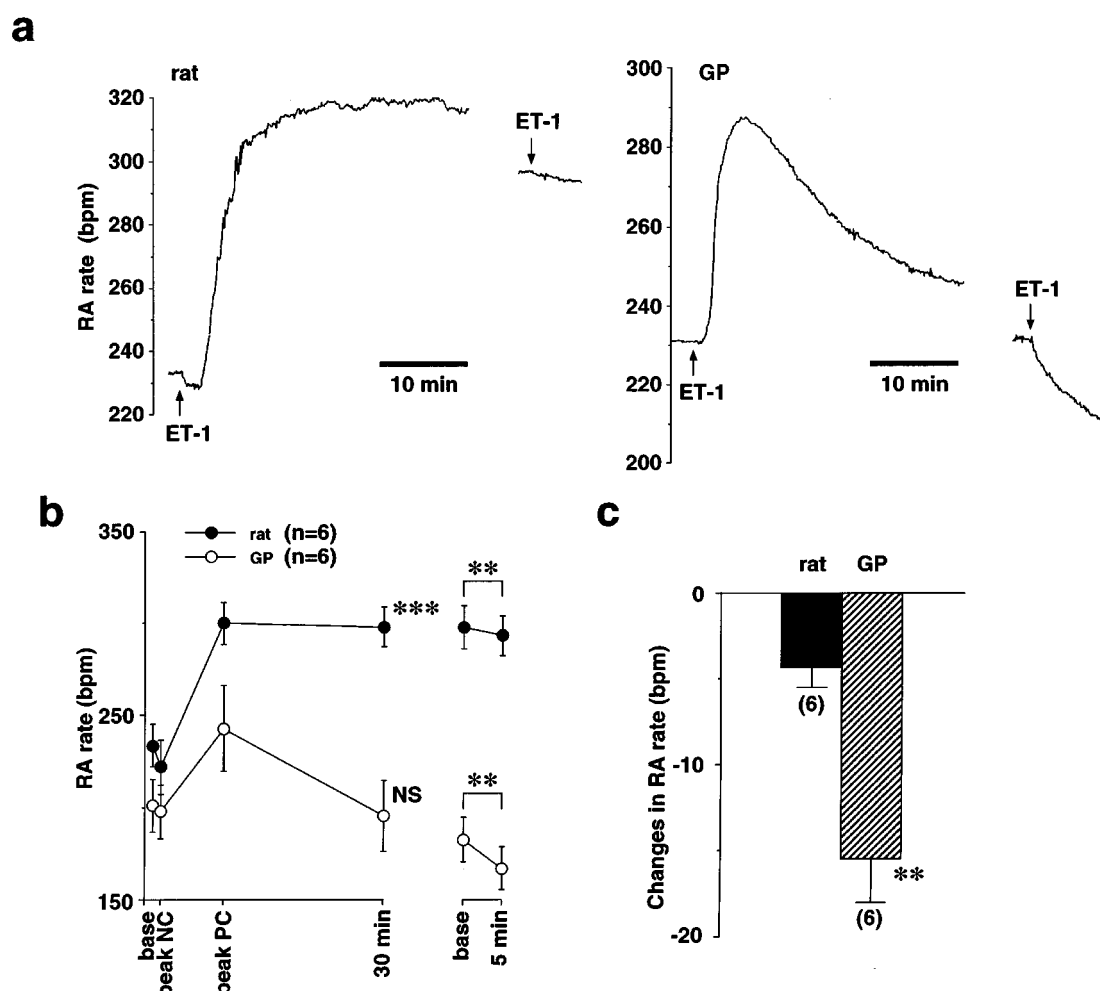 a
rat
320
300
280
260
240
220
RA rate (bpm)
ET-1
ET-1
10 min
GP
300
280
260
240
220
200
ET-1
ET-1
10 min
b
rat (n=6)
GP (n=6)
350
250
150
RA rate (bpm)
***
**
NS
**
base
peak NC
peak PC
30 min
base
5 min
c
rat GP
0
-10
-20
Changes in RA rate (bpm)
(6)
(6)
**